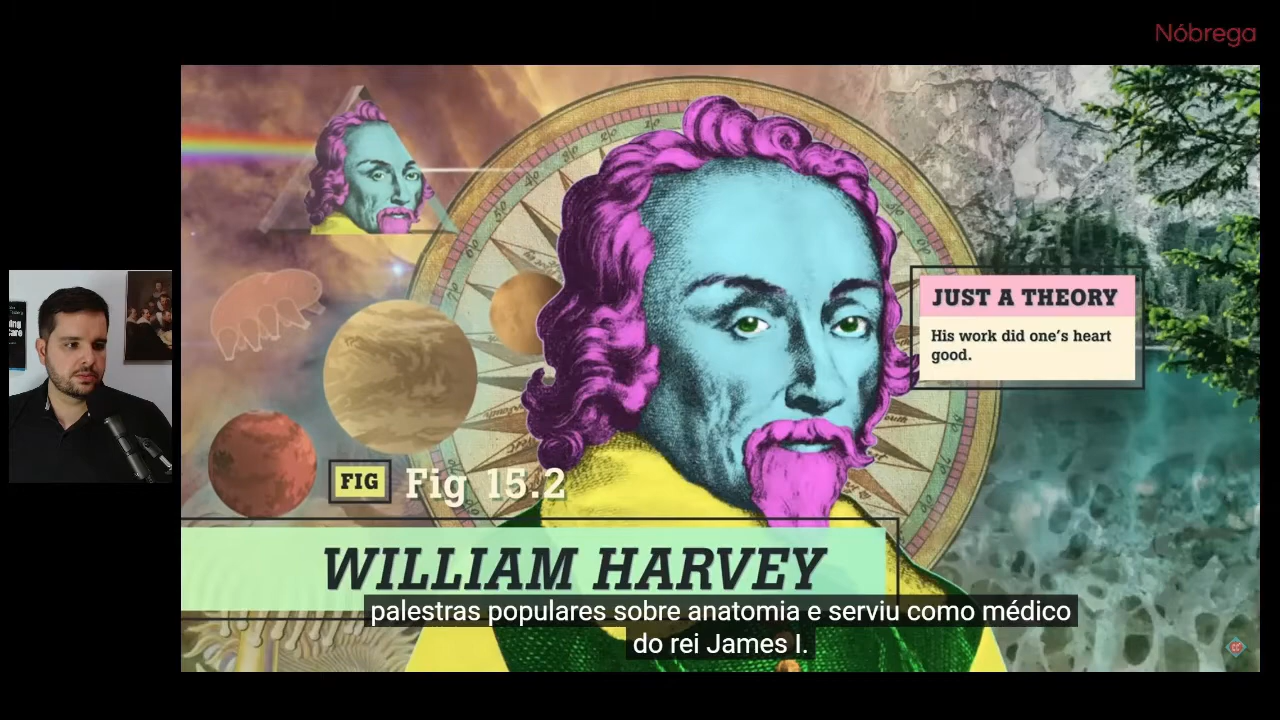 Nóbrega
JUST A THEORY
His work did one's heart
good.
FIG
Fig 15.2
WILLIAM HARVEY
palestras populares sobre anatomia e serviu como médico
do rei James I.
CC